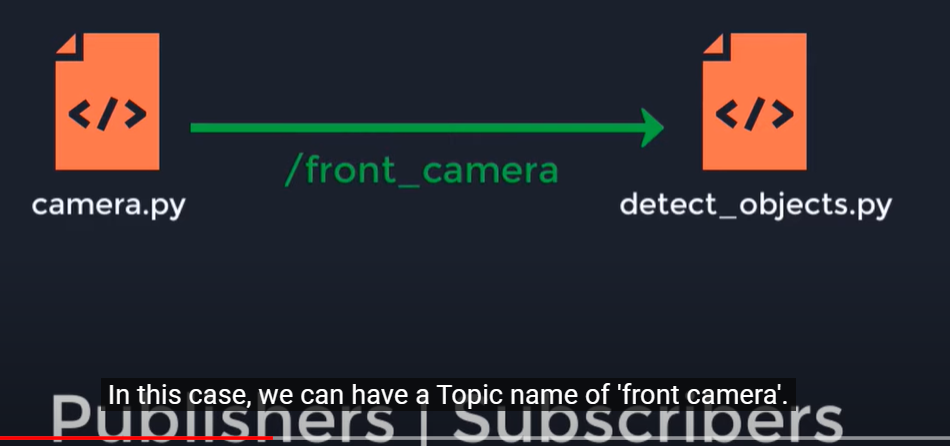 </>
</>
/front_camera
camera.py
detect_objects.py
In this case, we can have a Topic name of 'front camera'.
Publishers | Subscribers